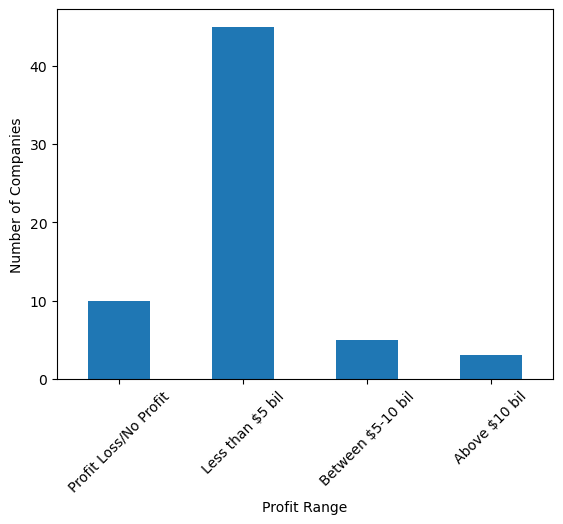 Number of Companies
40
30
20
10
0
Profit Loss/No Profit
Less than $5 bil
Between $5-10 bil
Above $10 bil
Profit Range